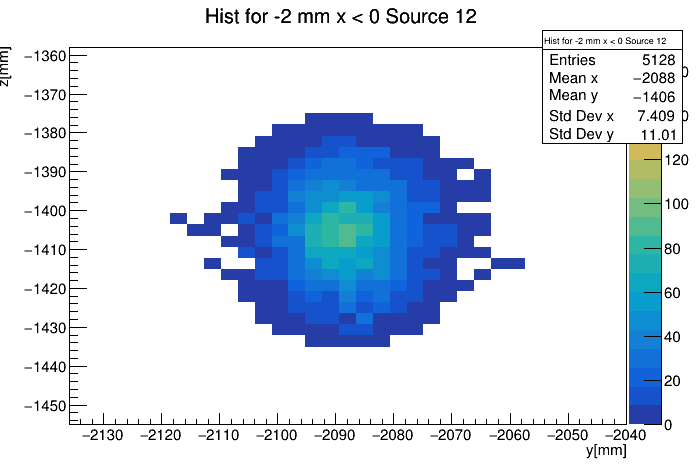 Hist for -2 mm x < 0 Source 12
z[mm]
Hist for -2 mm x < 0 Source 12
Entries 5128
Mean x −2088
Mean y −1406
Std Dev x 7.409
Std Dev y 11.01
−1360
−1370
−1380
−1390
−1400
−1410
−1420
−1430
−1440
−1450
0
0
120
100
80
60
40
20
0
−2130 −2120 −2110 −2100 −2090 −2080 −2070 −2060 −2050 −2040
y[mm]